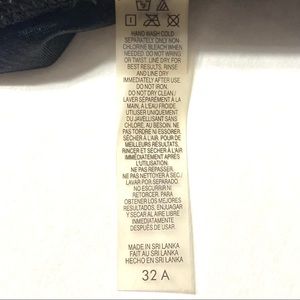 HAND WASH COLD
SEPARATELY ONLY NON-
CHLORINE BLEACH WHEN
NEEDED. DO NOT WRING
OR TWIST. LINE DRY. FOR
BEST RESULTS, RINSE
AND LINE DRY
IMMEDIATELY AFTER USE.
DO NOT IRON.
DO NOT DRY CLEAN /
LAVER SÉPARÉMENT À LA
MAIN, À L'EAU FROIDE
UTILISER UNIQUEMENT
DU JAVELLISANT SANS
CHLORE, AU BESOIN. NE
PAS TORDRE NI ESSORER.
SÉCHER À L'AIR. POUR
DE MEILLEURS RÉSULTATS,
RINCER ET SÉCHER À L'AIR
IMMÉDIATEMENT APRÈS
L'UTILISATION.
NE PAS REPASSER.
NE PAS NETTOYER A SEC /
LAVAR POR SEPARADO
EN
NO ESCURRIR NI
RETORCER. PARA
OBTENER LOS MEJORES
RESULTADOS, ENJUAGAR
Y SECAR AL AIRE LIBRE
INMEDIATAMENTE
DESPUÉS DE USAR.
MADE IN SRI LANKA
FAIT AU SRI LANKA
HECHO EN SRI LANKA
32 A